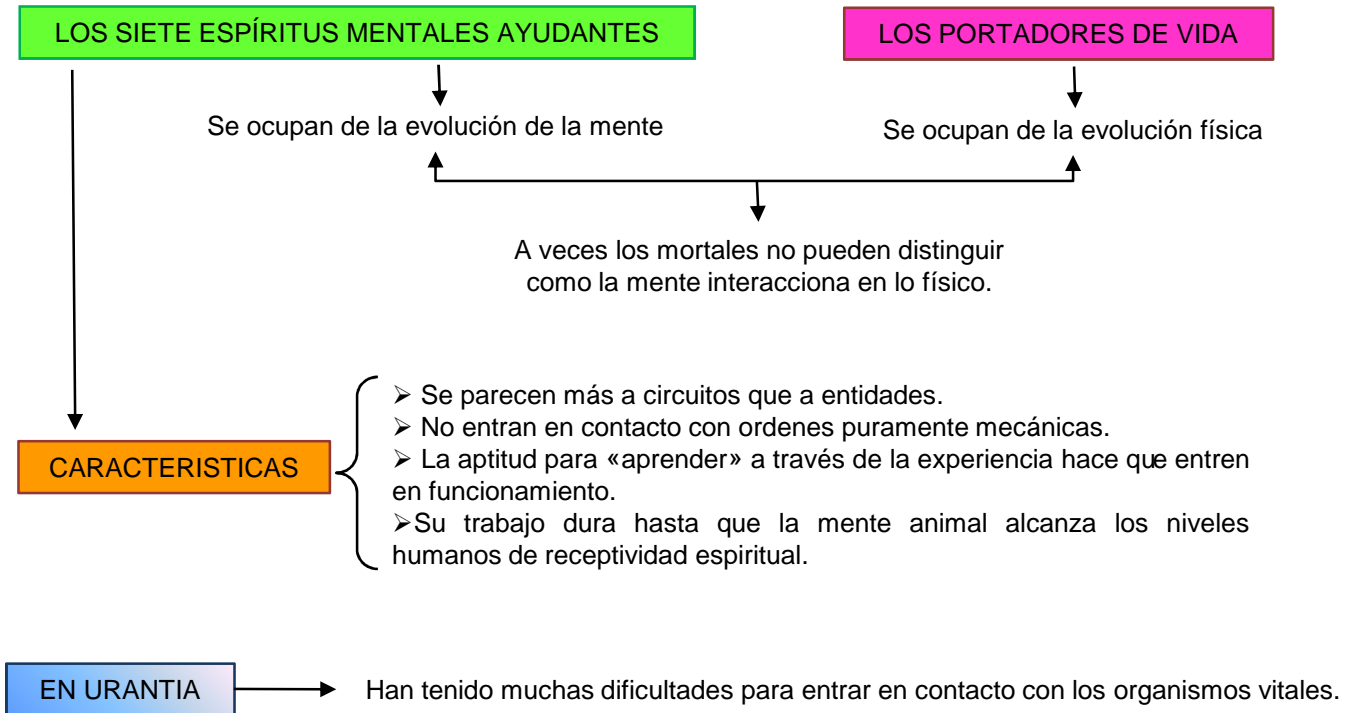 LOS SIETE ESPÍRITUS MENTALES AYUDANTES
LOS PORTADORES DE VIDA
Se ocupan de la evolución de la mente
Se ocupan de la evolución física
A veces los mortales no pueden distinguir
como la mente interacciona en lo físico.
CARACTERISTICAS
➢ Se parecen más a circuitos que a entidades.
➢ No entran en contacto con ordenes puramente mecánicas.
➢ La aptitud para «aprender» a través de la experiencia hace que entren
en funcionamiento.
➢Su trabajo dura hasta que la mente animal alcanza los niveles
humanos de receptividad espiritual.
EN URANTIA
Han tenido muchas dificultades para entrar en contacto con los organismos vitales.